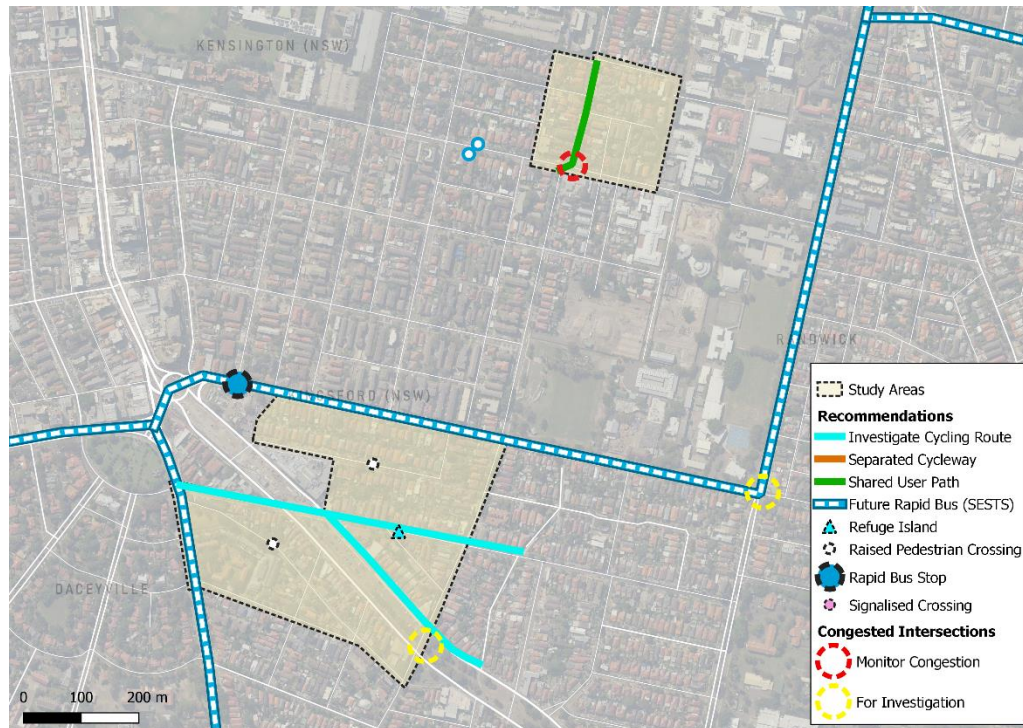 KENSINGTON (NSW)
RANDWICK
KINGSFORD (NSW)
DACEYVILLE
Study Areas
Recommendations
Investigate Cycling Route
Separated Cycleway
Shared User Path
Future Rapid Bus (SESTS)
Refuge Island
Raised Pedestrian Crossing
Rapid Bus Stop
Signalised Crossing
Congested Intersections
Monitor Congestion
For Investigation
0 100 200 m